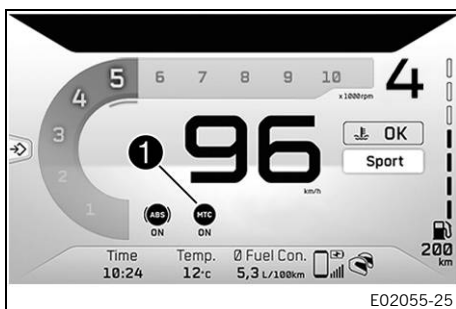 5 6 7 8 9 10 4
4
x1000rpm
3
OK
1 96
Sport
2
km/h
1
(ABS) MTC
ON ON
Time Temp. Ø Fuel Con. 200
10:24 12°C 5,3 L/100km km
E02055-25